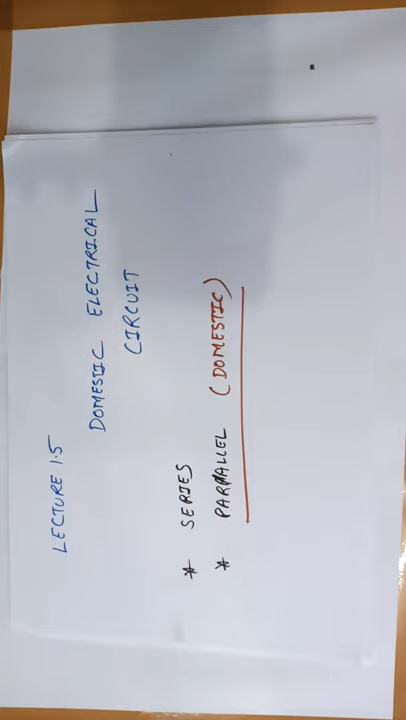 LECTURE 1.5
DOMESTIC ELECTRICAL
CIRCUIT
* SERIES
* PARALLEL (DOMESTIC)